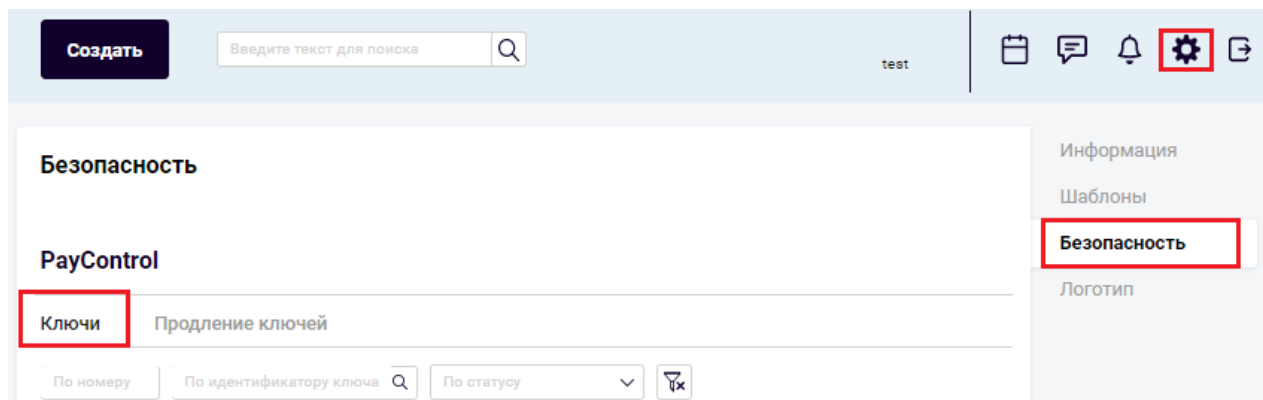 Создать
Введите текст для поиска
test
Безопасность
PayControl
Ключи Продление ключей
По номеру По идентификатору ключа По статусу
Информация
Шаблоны
Безопасность
Логотип